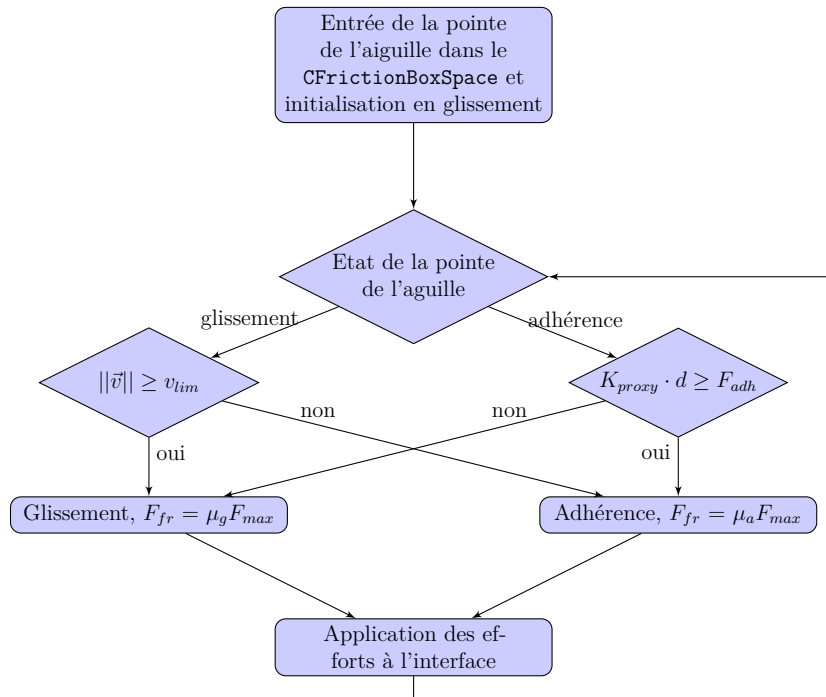 Entrée de la pointe
de l'aiguille dans le
CFrictionBoxSpace et
initialisation en glissement
Etat de la pointe
de l'aguille
glissement
adhérence
||v⃗|| ≥ v_lim
K_proxy · d ≥ F_adh
non
non
oui
oui
Glissement, F_fr = μ_g F_max
Adhérence, F_fr = μ_a F_max
Application des ef-
forts à l'interface